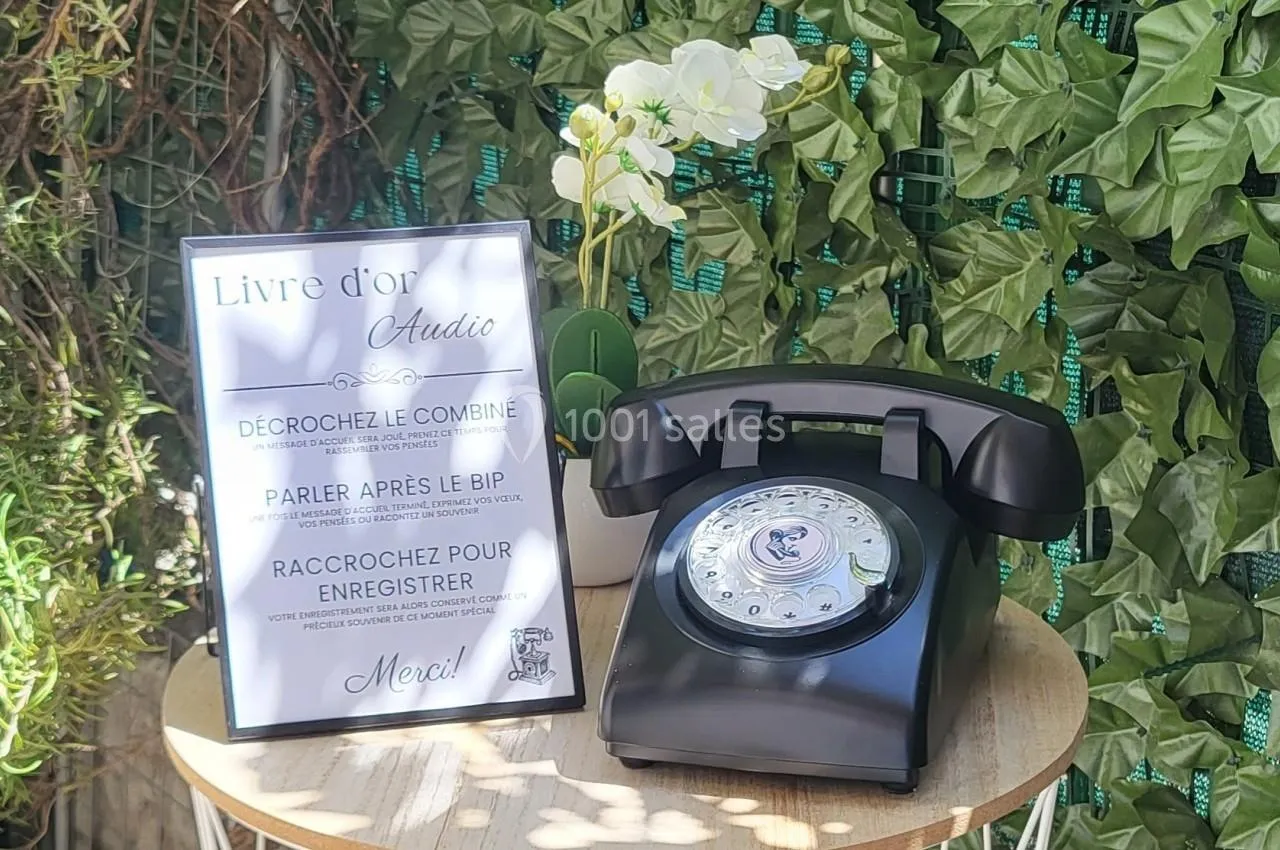 Livre d'or
Audio
DÉCROCHEZ LE COMBINÉ
UN MESSAGE D'ACCUEIL SERA JOUÉ, PRENEZ CE TEMPS POUR
RASSEMBLER VOS PENSÉES
PARLER APRÈS LE BIP
UNE FOIS LE MESSAGE D'ACCUEIL TERMINÉ, EXPRIMEZ VOS VŒUX,
VOS PENSÉES OU RACONTEZ UN SOUVENIR
RACCROCHEZ POUR
ENREGISTRER
VOTRE ENREGISTREMENT SERA ALORS CONSERVÉ COMME UN
PRÉCIEUX SOUVENIR DE CE MOMENT SPÉCIAL
Merci!
1001 salles
9 0 * #